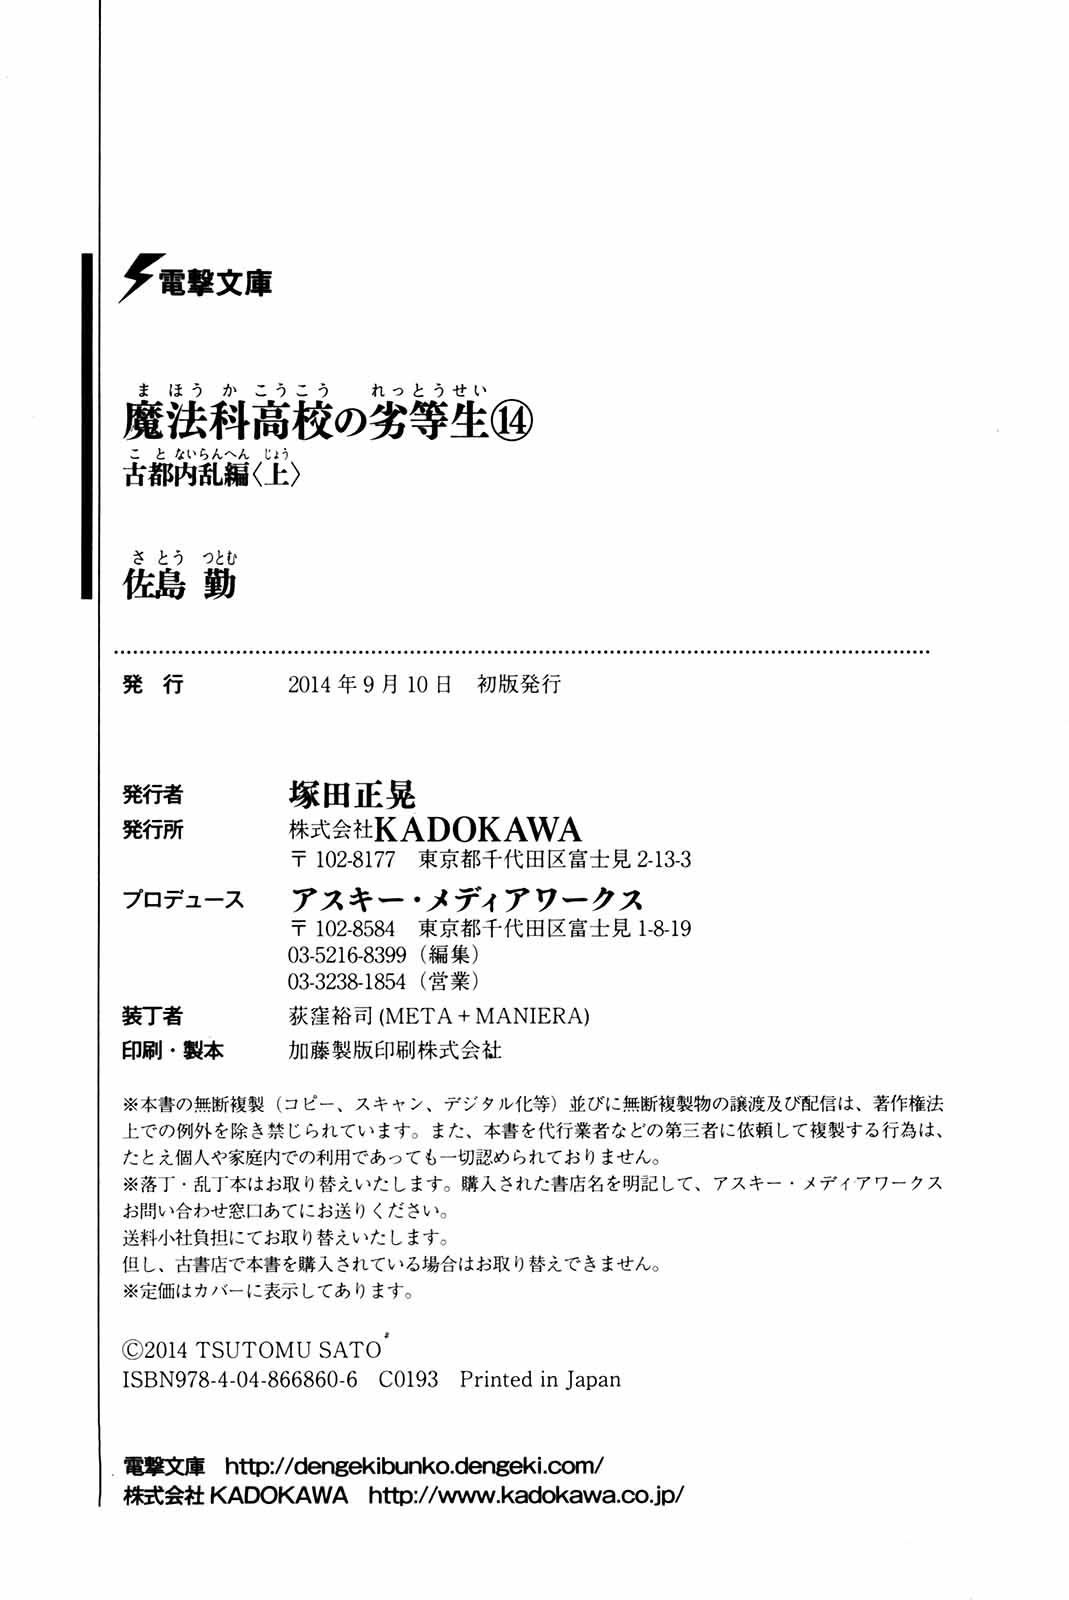 電撃文庫
まほうかこうこう れっとうせい
魔法科高校の劣等生⑭
ことないらんへん じょう
古都内乱編〈上〉
さとう つとむ
佐島 勤
発 行 2014年9月10日 初版発行
発行者 塚田正晃
発行所 株式会社KADOKAWA
〒102-8177 東京都千代田区富士見2-13-3
プロデュース アスキー・メディアワークス
〒102-8584 東京都千代田区富士見1-8-19
03-5216-8399（編集）
03-3238-1854（営業）
装丁者 荻窪裕司(META+MANIERA)
印刷・製本 加藤製版印刷株式会社
※本書の無断複製（コピー、スキャン、デジタル化等）並びに無断複製物の譲渡及び配信は、著作権法
上での例外を除き禁じられています。また、本書を代行業者などの第三者に依頼して複製する行為は、
たとえ個人や家庭内での利用であっても一切認められておりません。
※落丁・乱丁本はお取り替えいたします。購入された書店名を明記して、アスキー・メディアワークス
お問い合わせ窓口あてにお送りください。
送料小社負担にてお取り替えいたします。
但し、古書店で本書を購入されている場合はお取り替えできません。
※定価はカバーに表示してあります。
©2014 TSUTOMU SATO
ISBN978-4-04-866860-6 C0193 Printed in Japan
電撃文庫 http://dengekibunko.dengeki.com/
株式会社KADOKAWA http://www.kadokawa.co.jp/